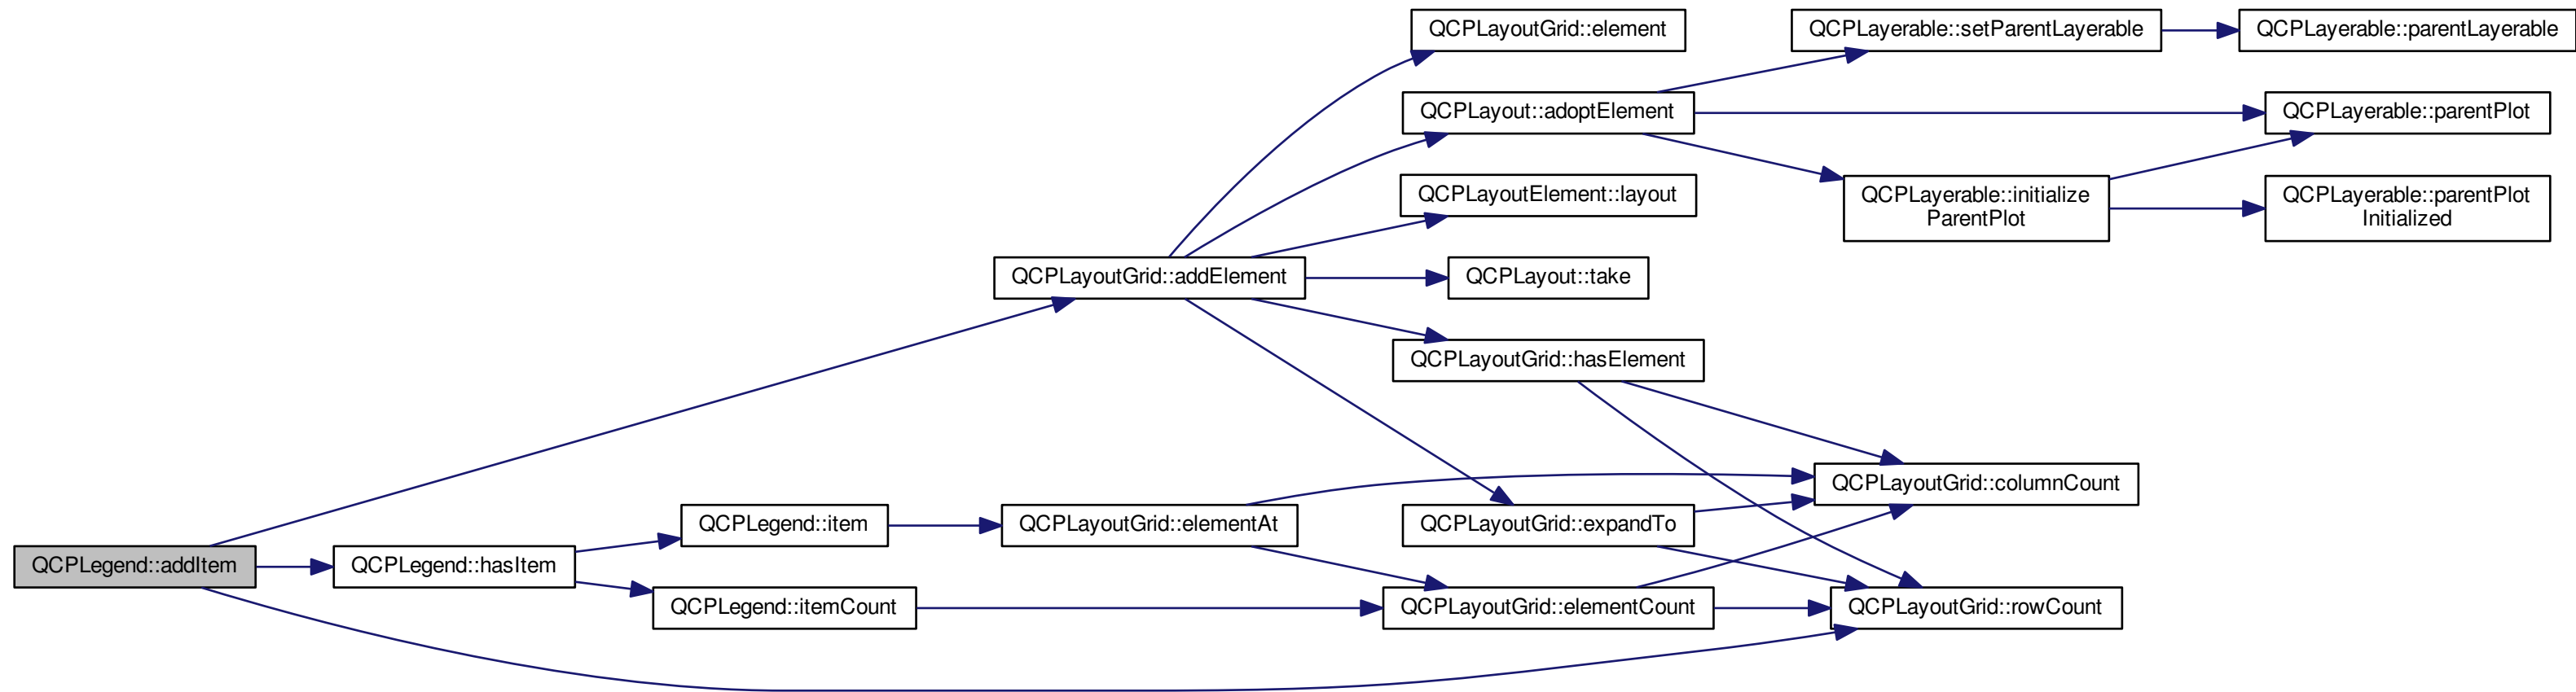 QCPLayoutGrid::element
QCPLayerable::setParentLayerable
QCPLayerable::parentLayerable
QCPLayout::adoptElement
QCPLayerable::parentPlot
QCPLayoutElement::layout
QCPLayerable::initialize
ParentPlot
QCPLayerable::parentPlot
Initialized
QCPLayoutGrid::addElement
QCPLayout::take
QCPLayoutGrid::hasElement
QCPLayoutGrid::columnCount
QCPLegend::item
QCPLayoutGrid::elementAt
QCPLayoutGrid::expandTo
QCPLegend::addItem
QCPLegend::hasItem
QCPLegend::itemCount
QCPLayoutGrid::elementCount
QCPLayoutGrid::rowCount